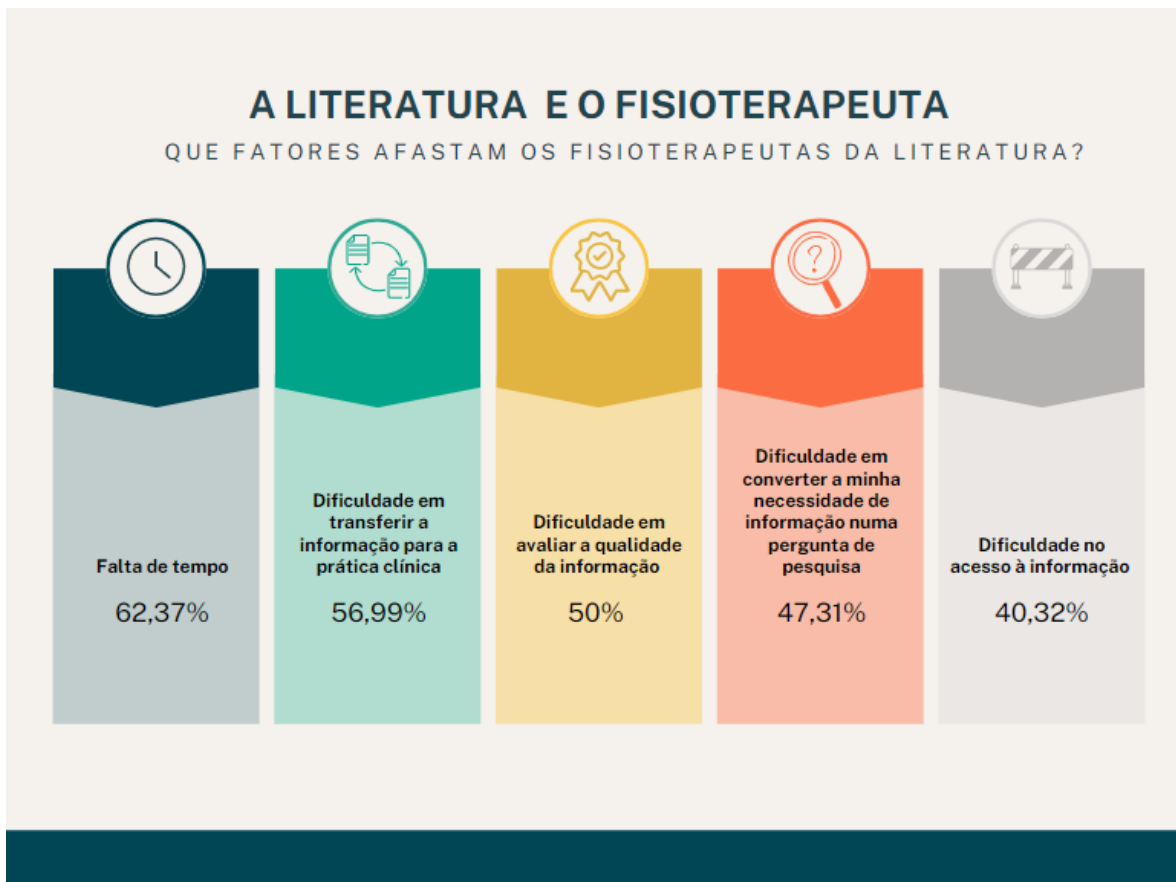 A LITERATURA E O FISIOTERAPEUTA
QUE FATORES AFASTAM OS FISIOTERAPEUTAS DA LITERATURA?
Falta de tempo
62,37%
Dificuldade em
transferir a
informação para a
prática clínica
56,99%
Dificuldade em
avaliar a qualidade
da informação
50%
?
Dificuldade em
converter a minha
necessidade de
informação numa
pergunta de
pesquisa
47,31%
Dificuldade no
acesso à informação
40,32%